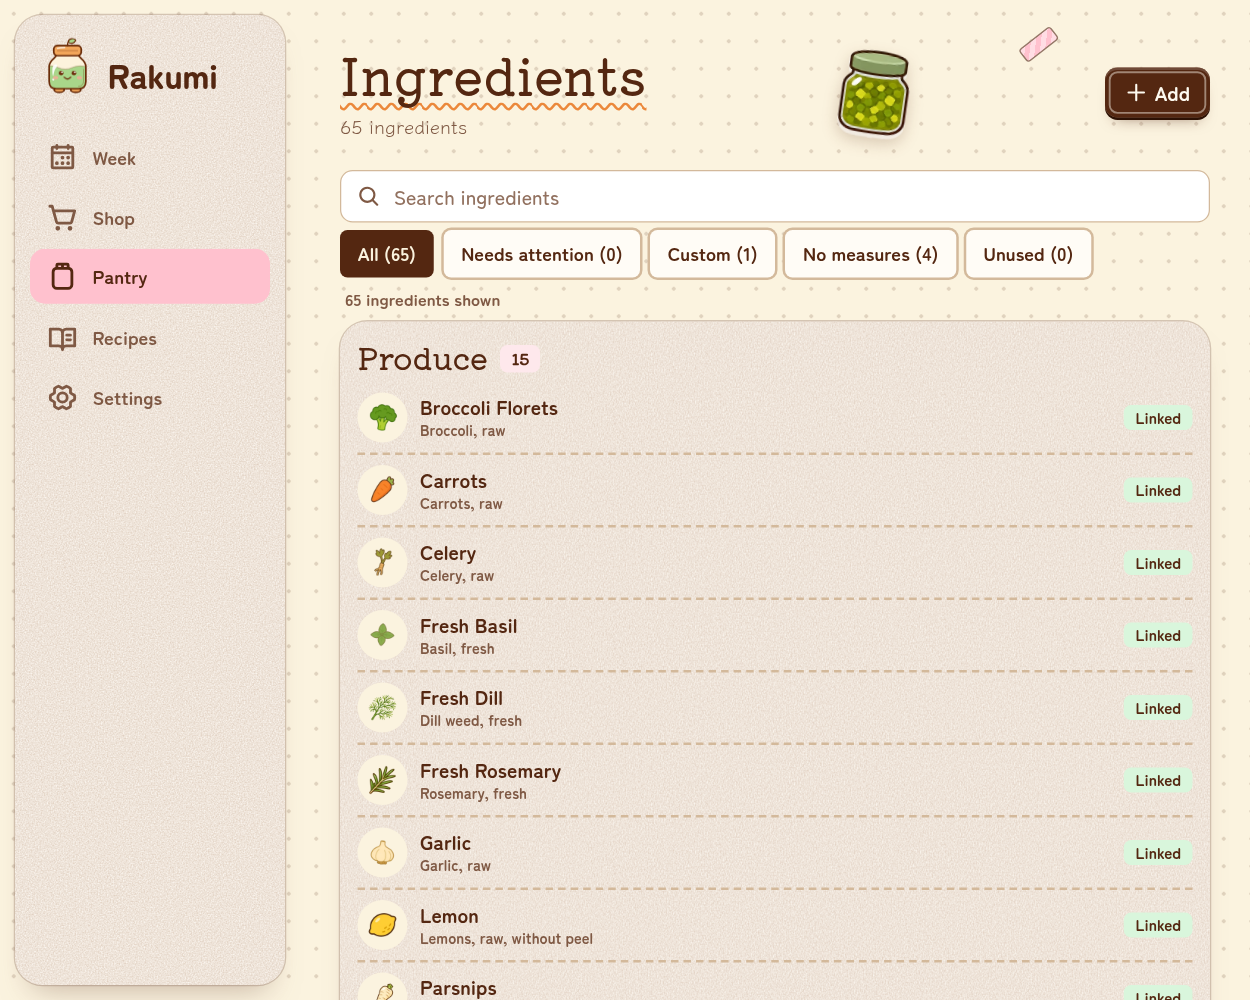 Rakumi
Week
Shop
Pantry
Recipes
Settings
Ingredients
65 ingredients
Add
Search ingredients
All (65)
Needs attention (0)
Custom (1)
No measures (4)
Unused (0)
65 ingredients shown
Produce 15
Broccoli Florets
Broccoli, raw
Linked
Carrots
Carrots, raw
Linked
Celery
Celery, raw
Linked
Fresh Basil
Basil, fresh
Linked
Fresh Dill
Dill weed, fresh
Linked
Fresh Rosemary
Rosemary, fresh
Linked
Garlic
Garlic, raw
Linked
Lemon
Lemons, raw, without peel
Linked
Parsnips
Linked